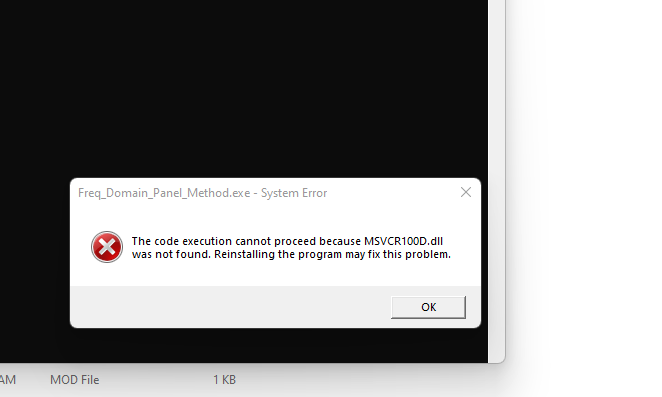 Freq_Domain_Panel_Method.exe - System Error
The code execution cannot proceed because MSVCR100D.dll
was not found. Reinstalling the program may fix this problem.
OK
AM MOD File 1 KB